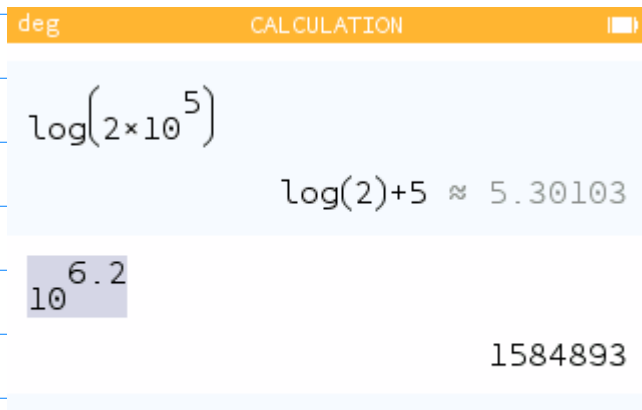 deg CALCULATION
log(2×10^5)
log(2)+5 ≈ 5.30103
10^6.2
1584893